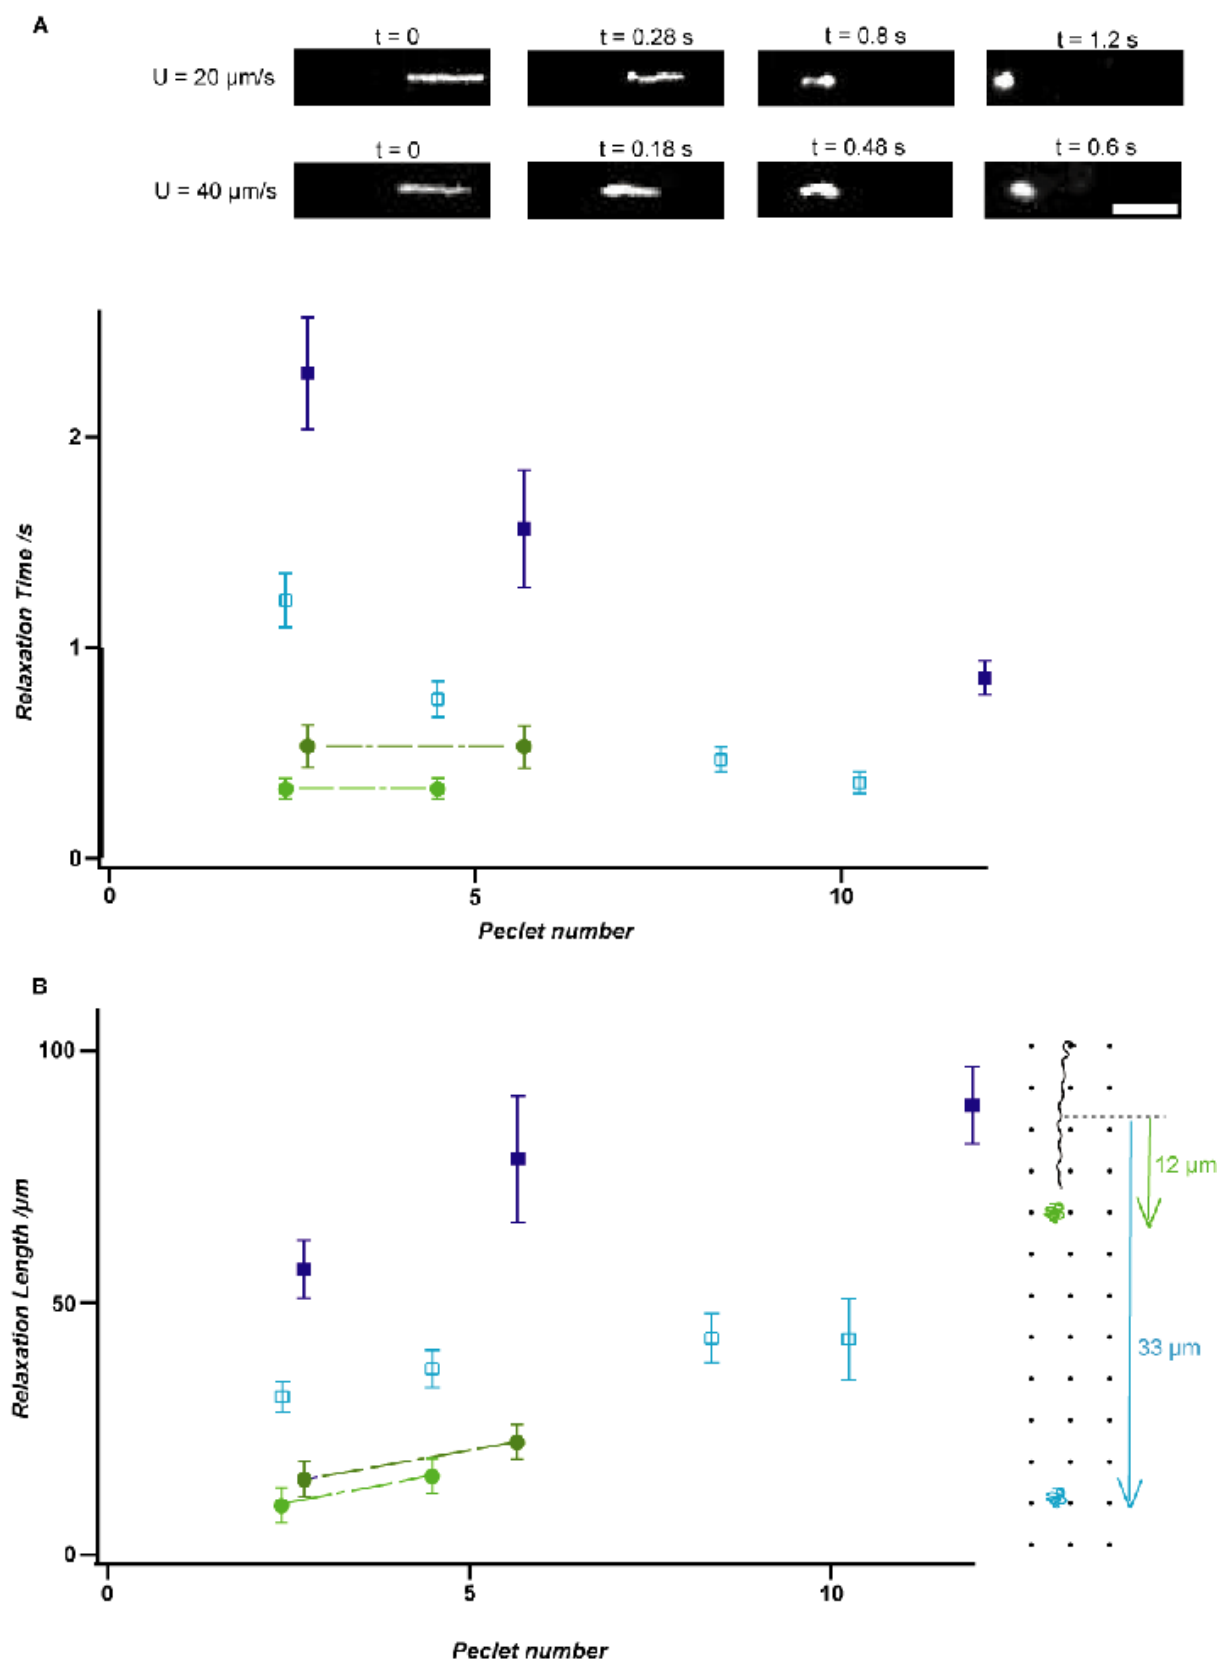 A
t = 0 t = 0.28 s t = 0.8 s t = 1.2 s
U = 20 µm/s
t = 0 t = 0.18 s t = 0.48 s t = 0.6 s
U = 40 µm/s
2
1
0
Relaxation Time /s
0 5 10
Peclet number
B
100
50
0
Relaxation Length /µm
0 5 10
Peclet number
12 µm
33 µm